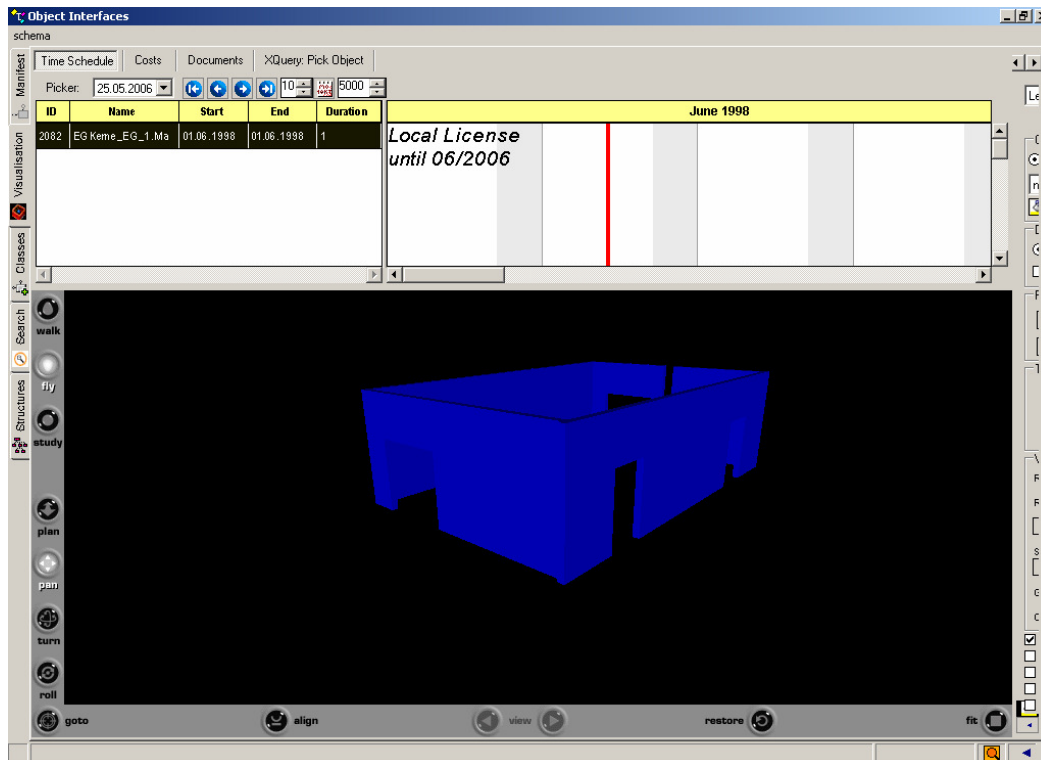 Object Interfaces
schema
Time Schedule Costs Documents XQuery: Pick Object
Picker: 25.05.2006 10 5000
ID Name Start End Duration
2082 EG Kerne_EG_1.Ma 01.06.1998 01.06.1998 1
June 1998
Local License
until 06/2006
Manifest
Visualisation
Classes
Search
Structures
walk
fly
study
plan
pan
turn
roll
goto align view restore fit
Le